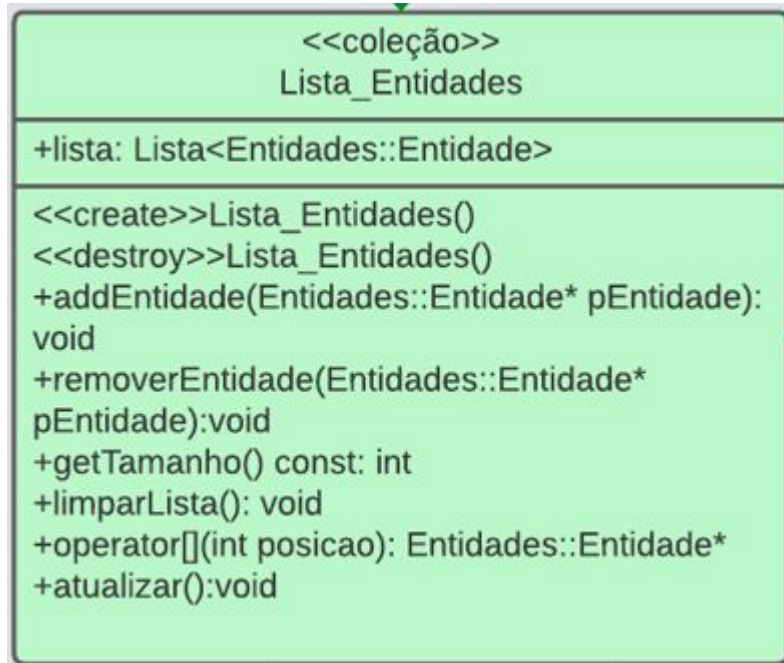 <<coleção>>
Lista_Entidades
+lista: Lista<Entidades::Entidade>
<<create>>Lista_Entidades()
<<destroy>>Lista_Entidades()
+addEntidade(Entidades::Entidade* pEntidade):
void
+removerEntidade(Entidades::Entidade*
pEntidade):void
+getTamanho() const: int
+limparLista(): void
+operator[](int posicao): Entidades::Entidade*
+atualizar():void